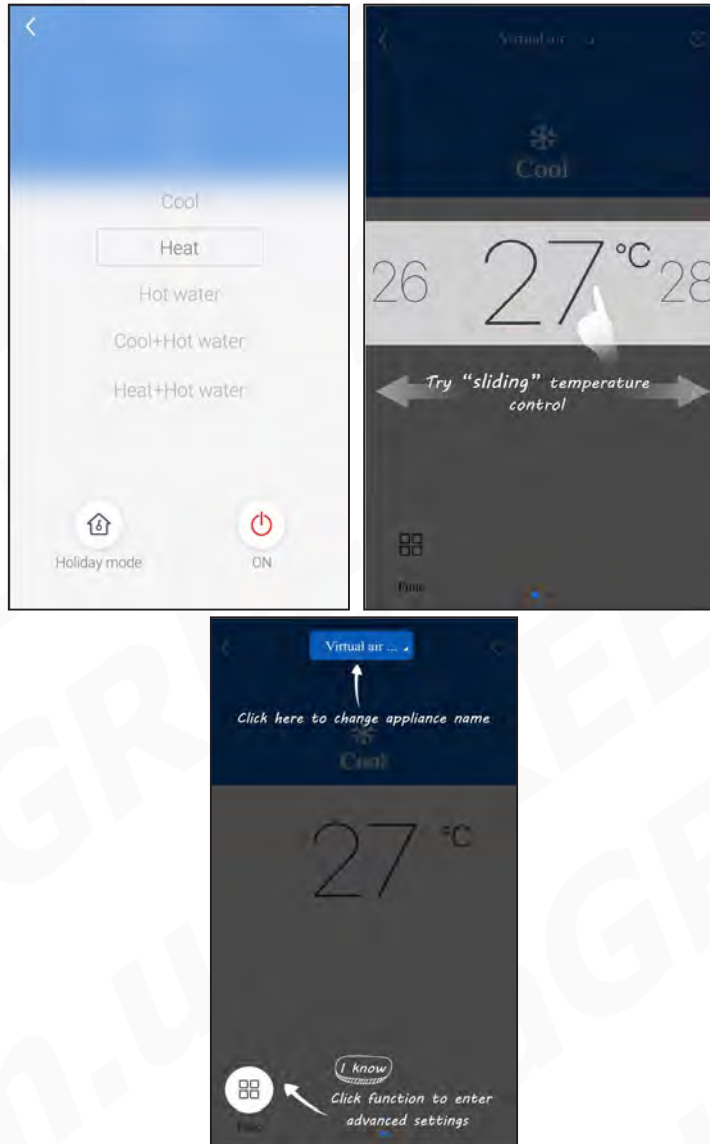 Cool
Heat
Hot water
Cool+Hot water
Heat+Hot water
Holiday mode
ON
Virtual air
Cool
26 27 °C 28
Try “sliding” temperature
control
Virtual air ...
Click here to change appliance name
Cool
27 °C
I know
Click function to enter
advanced settings